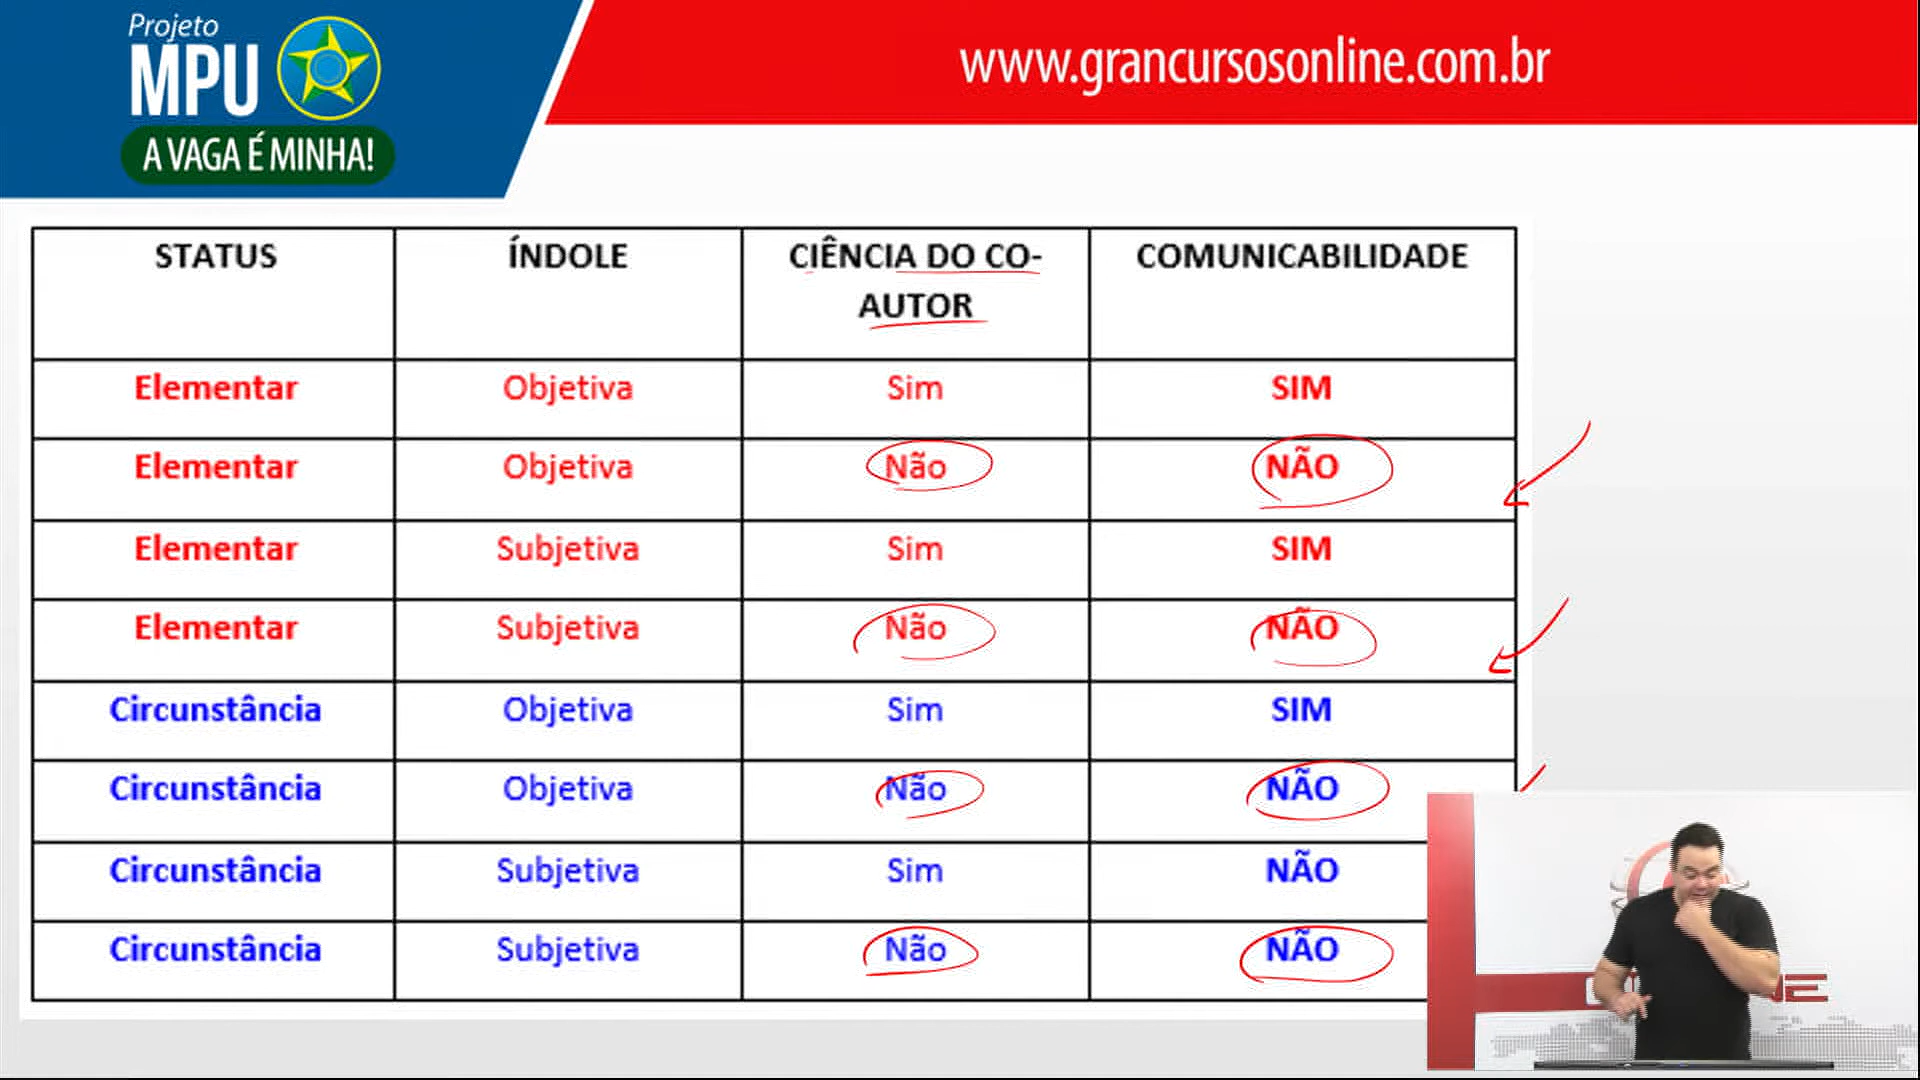 Projeto
MPU
A VAGA É MINHA!
www.grancursosonline.com.br
STATUS ÍNDOLE CIÊNCIA DO CO-AUTOR COMUNICABILIDADE
Elementar Objetiva Sim SIM
Elementar Objetiva Não NÃO
Elementar Subjetiva Sim SIM
Elementar Subjetiva Não NÃO
Circunstância Objetiva Sim SIM
Circunstância Objetiva Não NÃO
Circunstância Subjetiva Sim NÃO
Circunstância Subjetiva Não NÃO